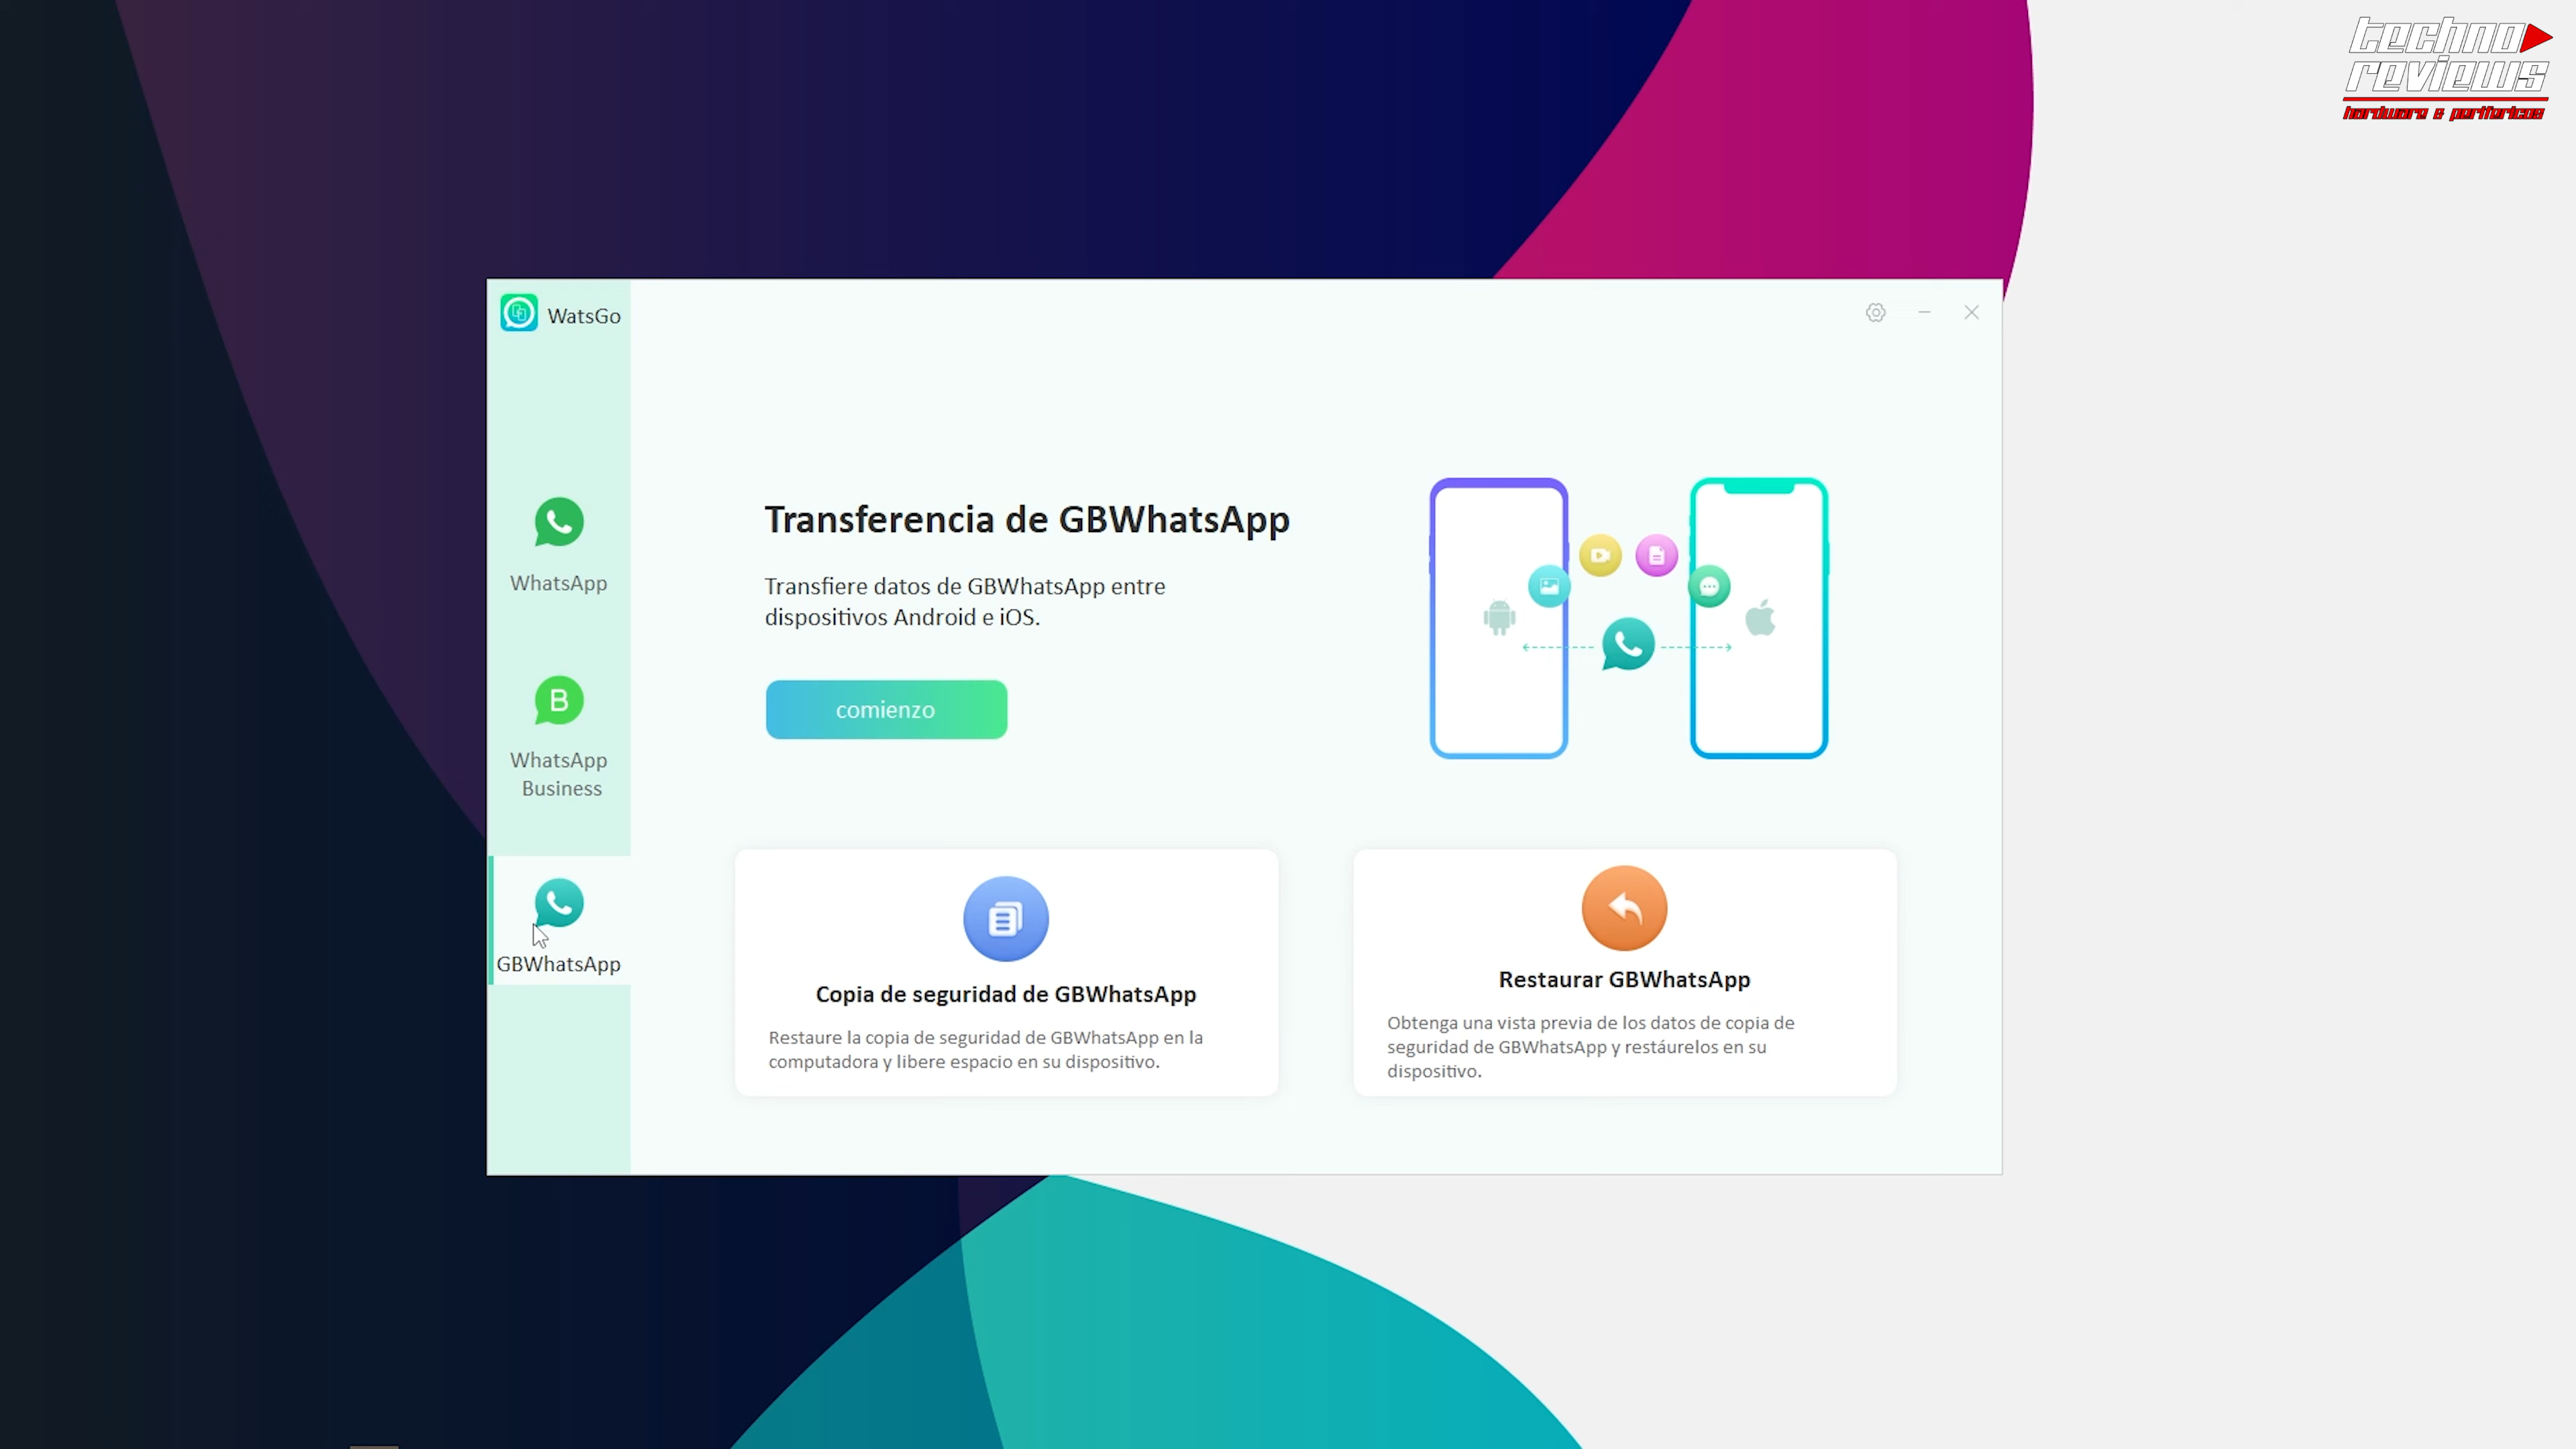 techno
reviews
hardware & perifericos
WatsGo
WhatsApp
B
WhatsApp
Business
GBWhatsApp
Transferencia de GBWhatsApp
Transfiere datos de GBWhatsApp entre
dispositivos Android e iOS.
comienzo
Copia de seguridad de GBWhatsApp
Restaure la copia de seguridad de GBWhatsApp en la
computadora y libere espacio en su dispositivo.
Restaurar GBWhatsApp
Obtenga una vista previa de los datos de copia de
seguridad de GBWhatsApp y restáurelos en su
dispositivo.